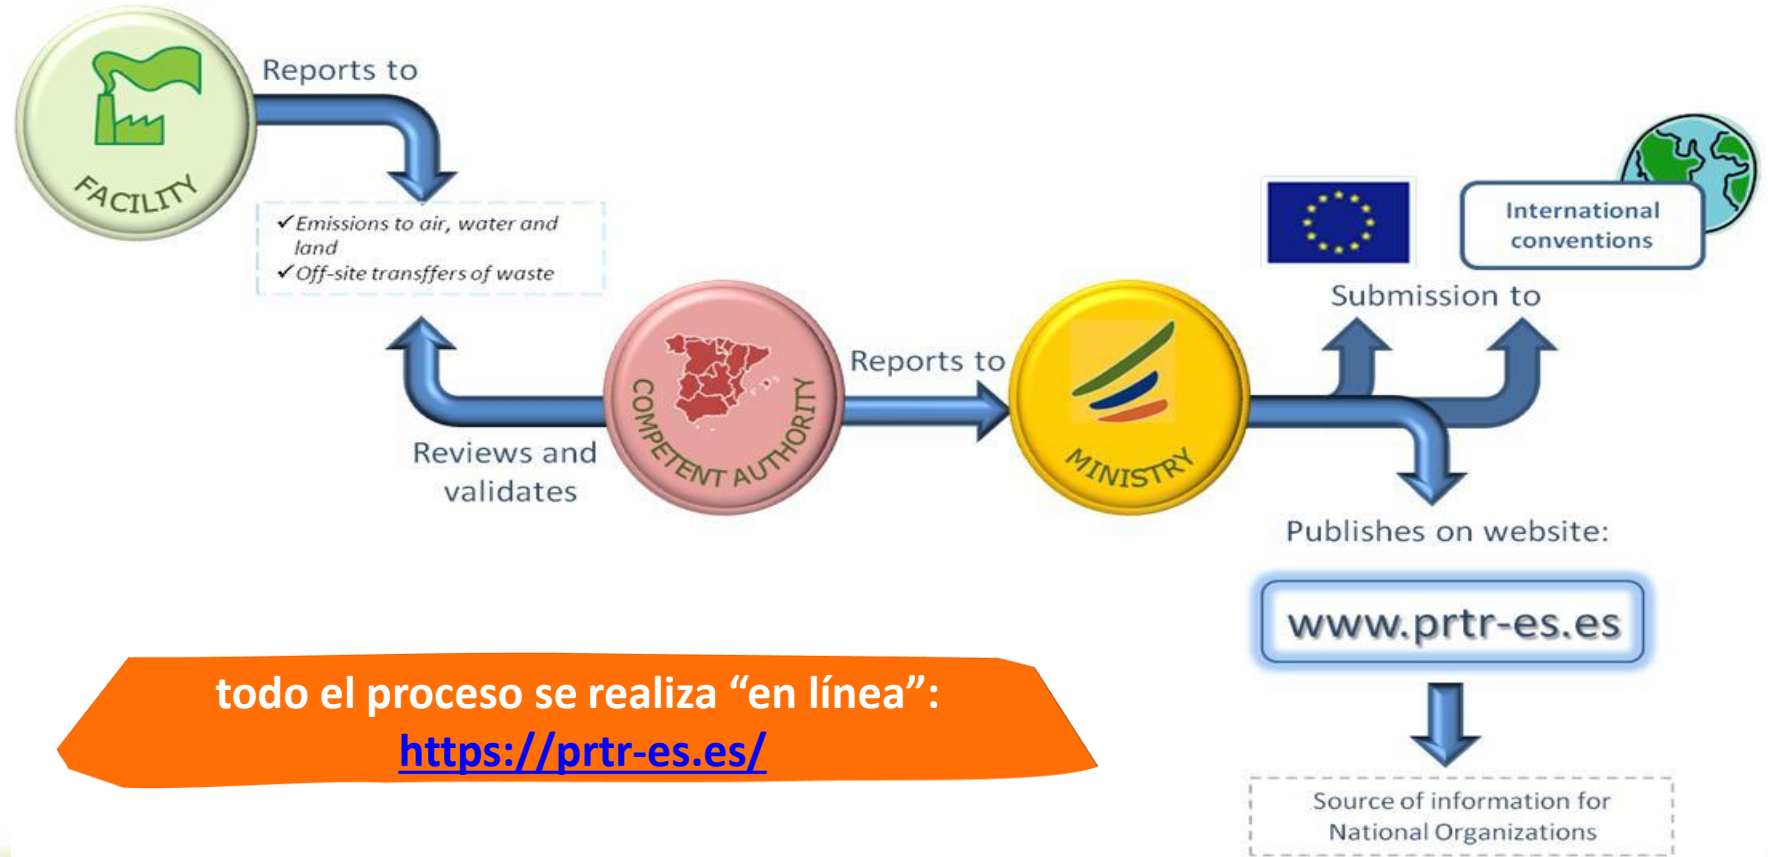 Reports to
FACILITY
✓Emissions to air, water and
land
✓Off-site transffers of waste
International
conventions
Submission to
Reports to
COMPETENT AUTHORITY
MINISTRY
Reviews and
validates
Publishes on website:
www.prtr-es.es
todo el proceso se realiza “en línea”:
https://prtr-es.es/
Source of information for
National Organizations